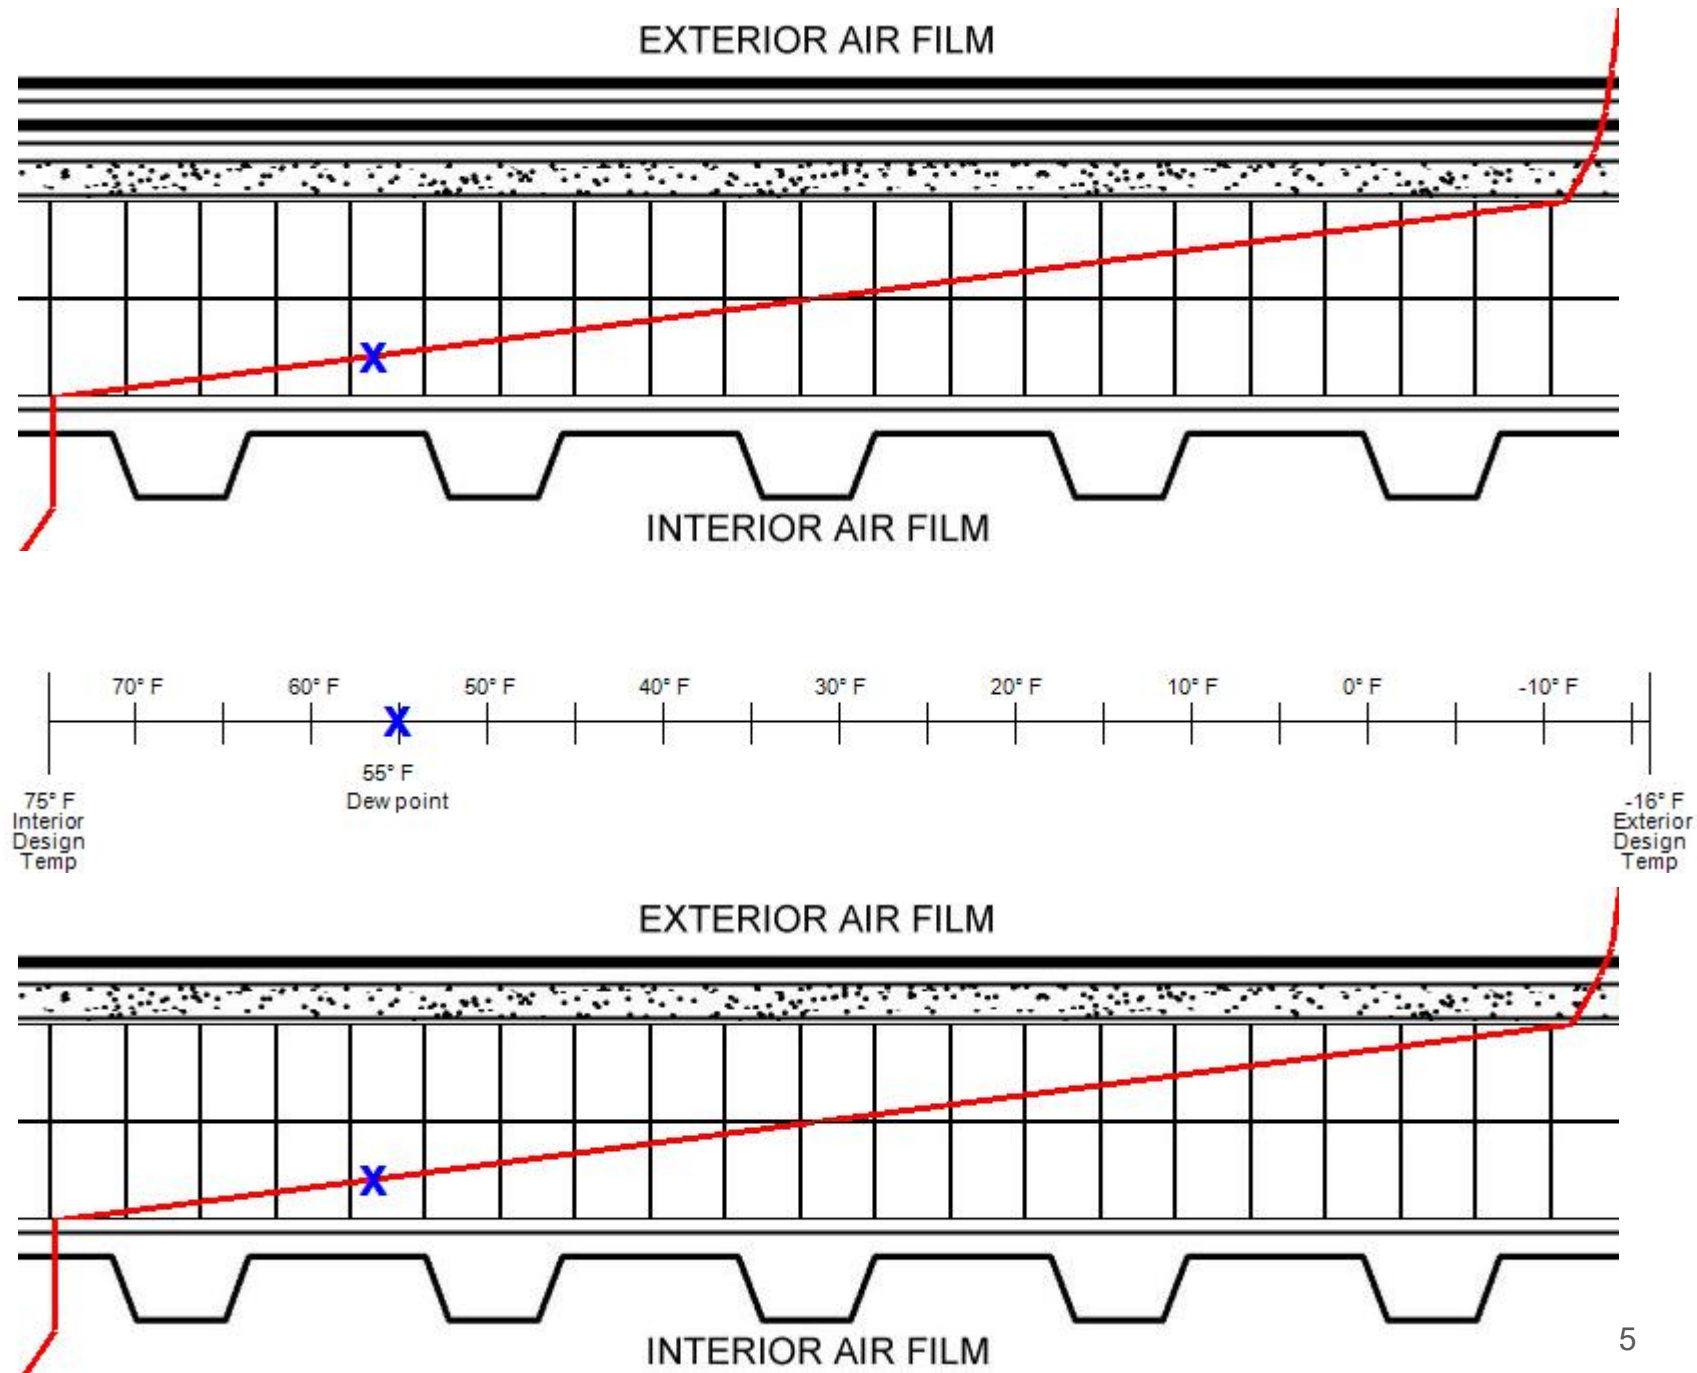 EXTERIOR AIR FILM
INTERIOR AIR FILM
70° F 60° F 50° F 40° F 30° F 20° F 10° F 0° F -10° F
X
55° F
Dew point
75° F
Interior
Design
Temp
-16° F
Exterior
Design
Temp
EXTERIOR AIR FILM
INTERIOR AIR FILM
5